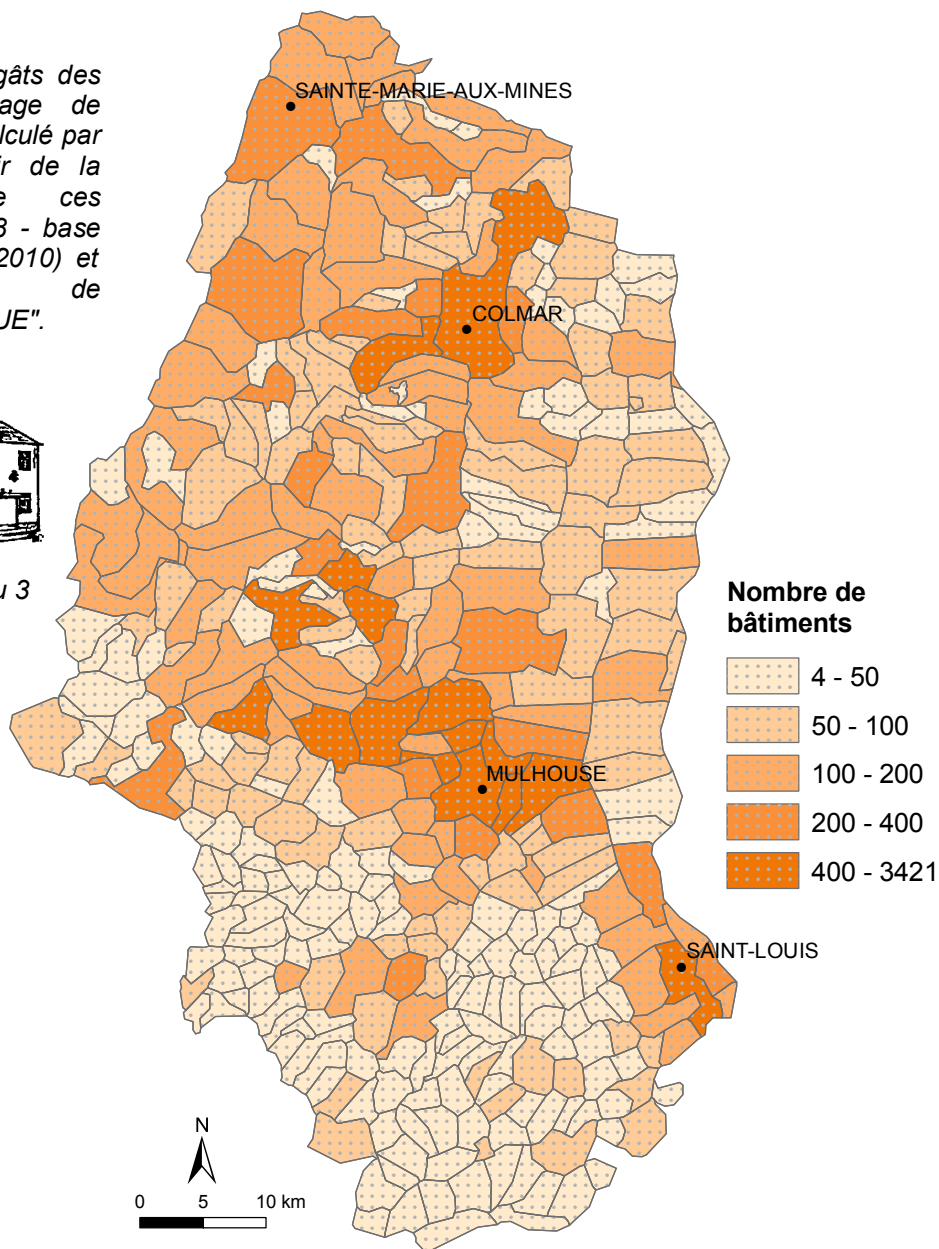 gâts des
age de
lculé par
ir de la
e ces
3 - base
2010) et
de
UE".
u 3
SAINTE-MARIE-AUX-MINES
COLMAR
MULHOUSE
SAINT-LOUIS
Nombre de
bâtiments
4 - 50
50 - 100
100 - 200
200 - 400
400 - 3421
N
0 5 10 km